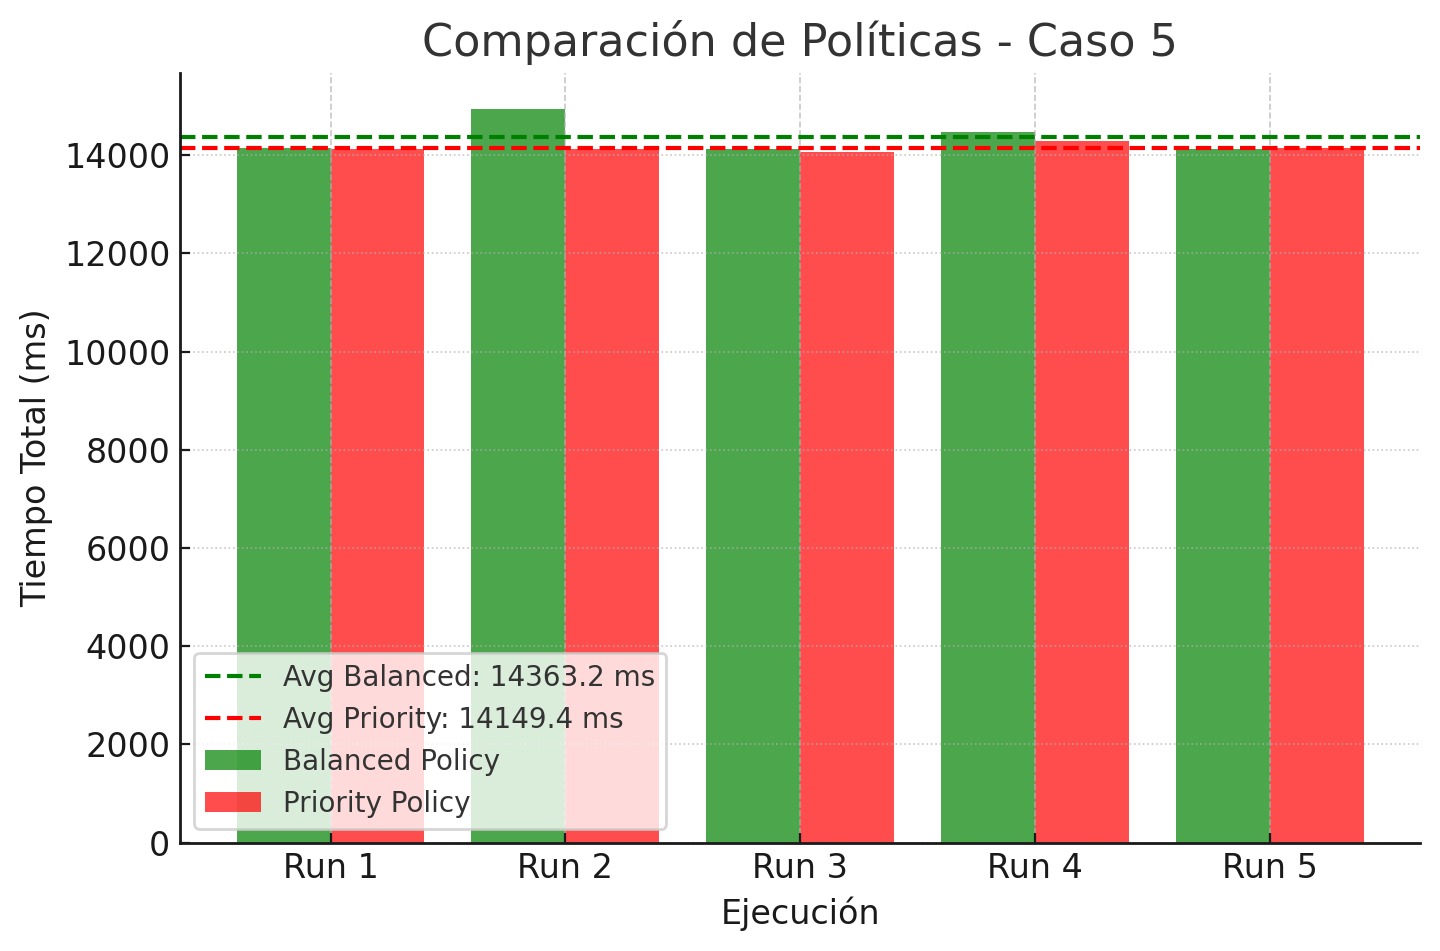 Comparación de Políticas - Caso 5
Tiempo Total (ms)
14000
12000
10000
8000
6000
4000
2000
0
Avg Balanced: 14363.2 ms
Avg Priority: 14149.4 ms
Balanced Policy
Priority Policy
Run 1 Run 2 Run 3 Run 4 Run 5
Ejecución